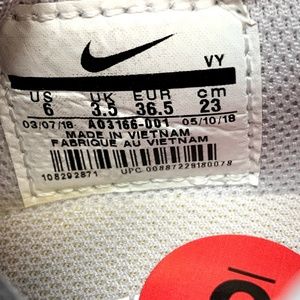 VY
US UK EUR cm
6 3.5 36.5 23
03/07/18 AO3166-001 05/10/18
MADE IN VIETNAM
FABRIQUE AU VIETNAM
108292871 UPC 00887229180078